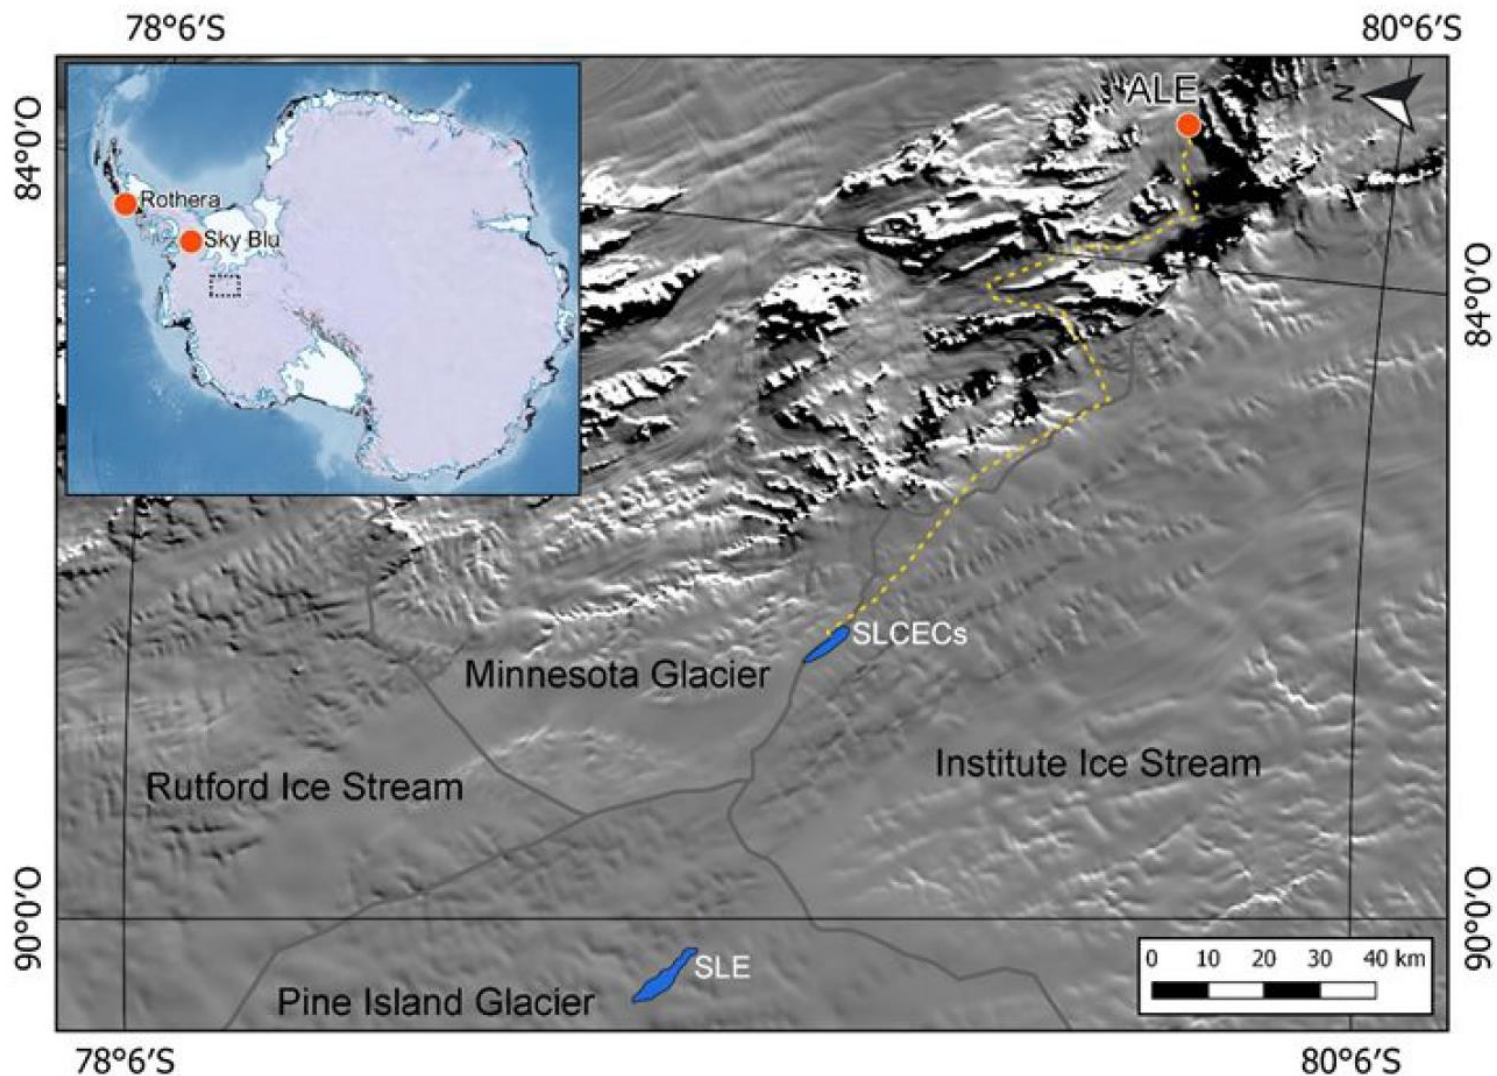 78°6′S
80°6′S
ALE
N
84°0′O
Rothera
Sky Blu
84°0′O
SLCECs
Minnesota Glacier
Institute Ice Stream
Rutford Ice Stream
90°0′O
90°0′O
SLE
0 10 20 30 40 km
Pine Island Glacier
78°6′S
80°6′S